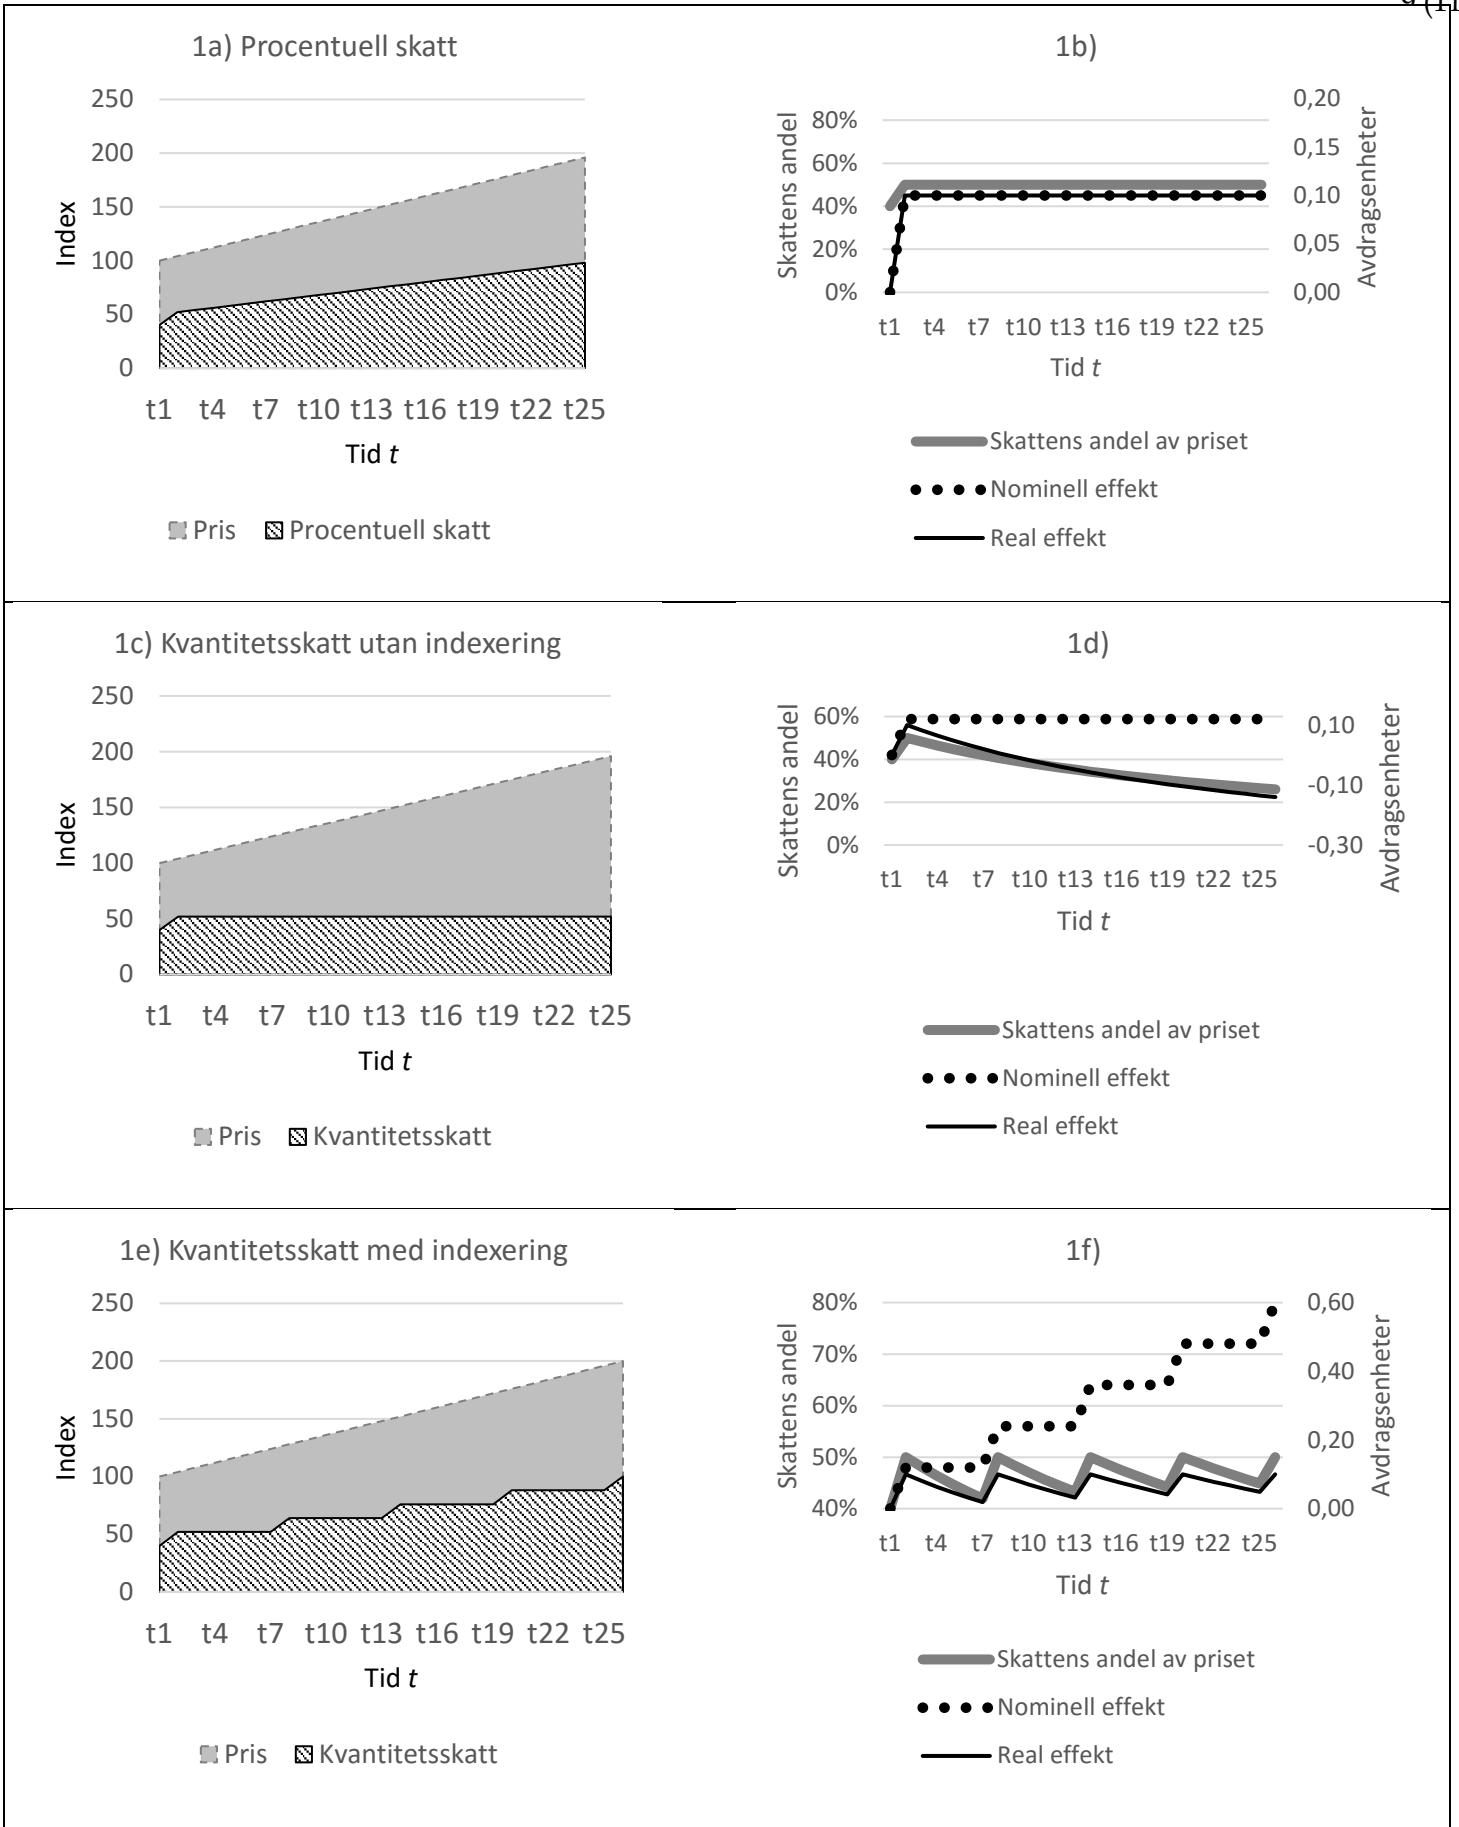 1a) Procentuell skatt
250
200
150
100
50
0
Index
t1 t4 t7 t10 t13 t16 t19 t22 t25
Tid t
Pris Procentuell skatt
1b)
Skattens andel
80%
60%
40%
20%
0%
0,20
0,15
0,10
0,05
0,00
Avdragsenheter
t1 t4 t7 t10 t13 t16 t19 t22 t25
Tid t
Skattens andel av priset
Nominell effekt
Real effekt
1c) Kvantitetsskatt utan indexering
250
200
150
100
50
0
Index
t1 t4 t7 t10 t13 t16 t19 t22 t25
Tid t
Pris Kvantitetsskatt
1d)
Skattens andel
60%
40%
20%
0%
0,10
-0,10
-0,30
Avdragsenheter
t1 t4 t7 t10 t13 t16 t19 t22 t25
Tid t
Skattens andel av priset
Nominell effekt
Real effekt
1e) Kvantitetsskatt med indexering
250
200
150
100
50
0
Index
t1 t4 t7 t10 t13 t16 t19 t22 t25
Tid t
Pris Kvantitetsskatt
1f)
Skattens andel
80%
70%
60%
50%
40%
0,60
0,40
0,20
0,00
Avdragsenheter
t1 t4 t7 t10 t13 t16 t19 t22 t25
Tid t
Skattens andel av priset
Nominell effekt
Real effekt